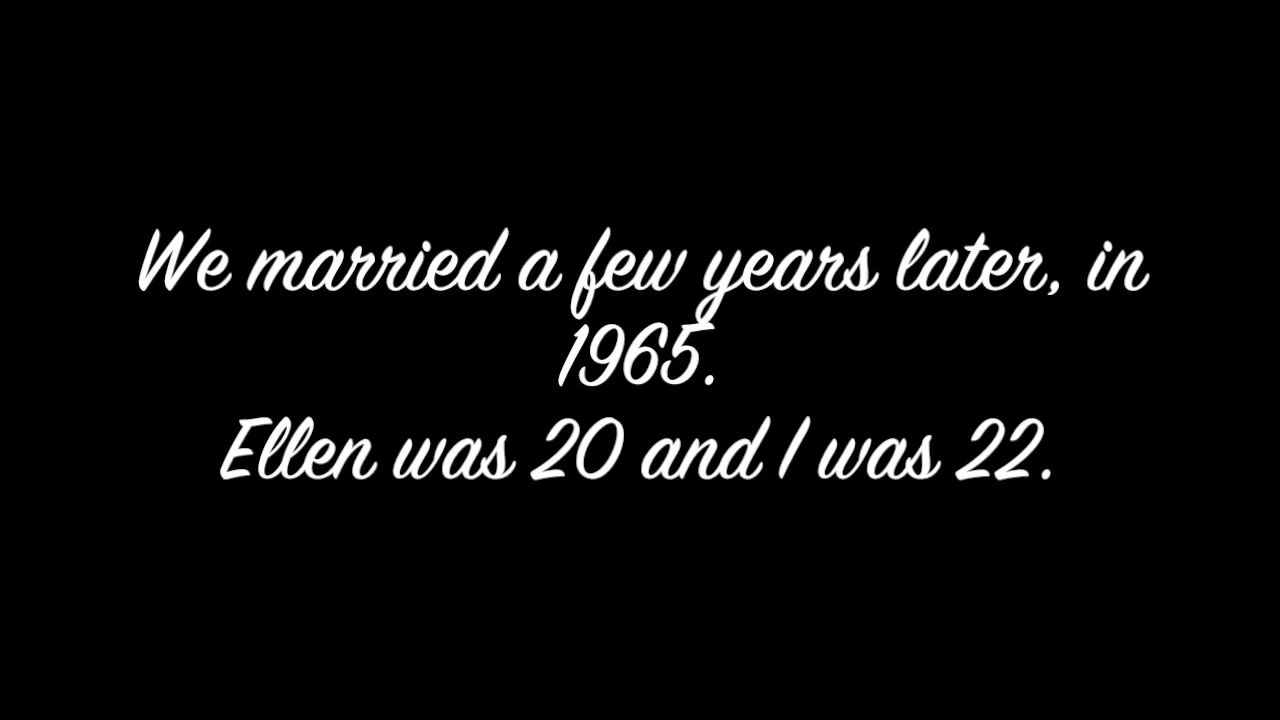 We married a few years later, in
1965.
Ellen was 20 and I was 22.